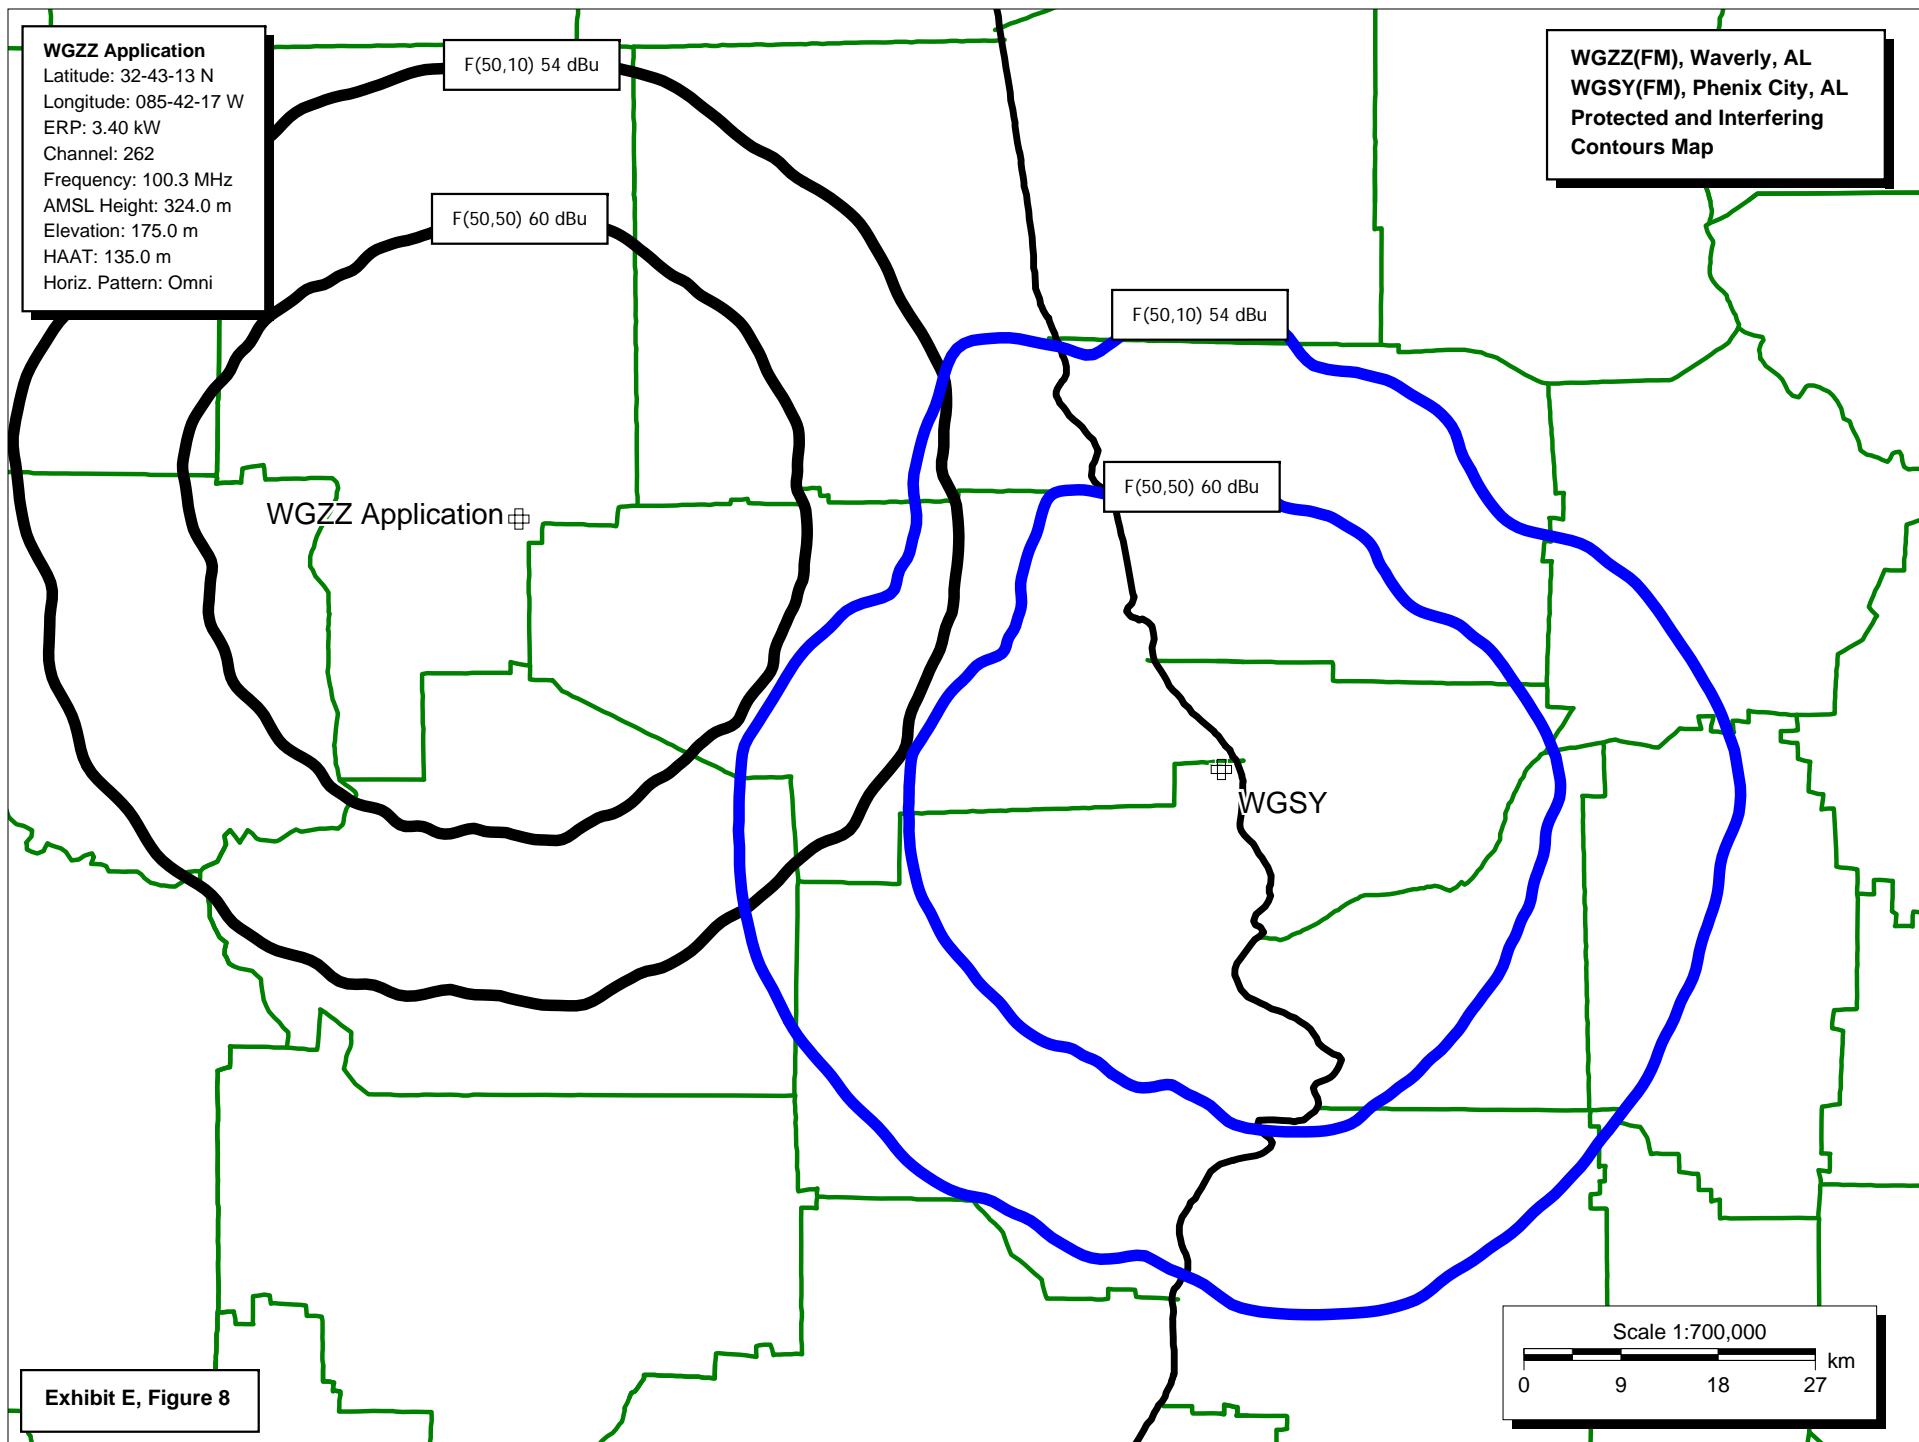 WGZZ Application
Latitude: 32-43-13 N
Longitude: 085-42-17 W
ERP: 3.40 kW
Channel: 262
Frequency: 100.3 MHz
AMSL Height: 324.0 m
Elevation: 175.0 m
HAAT: 135.0 m
Horiz. Pattern: Omni
F(50,10) 54 dBu
WGZZ(FM), Waverly, AL
WGSY(FM), Phenix City, AL
Protected and Interfering
Contours Map
F(50,50) 60 dBu
F(50,10) 54 dBu
F(50,50) 60 dBu
WGZZ Application
WGSY
Scale 1:700,000
km
0 9 18 27
Exhibit E, Figure 8